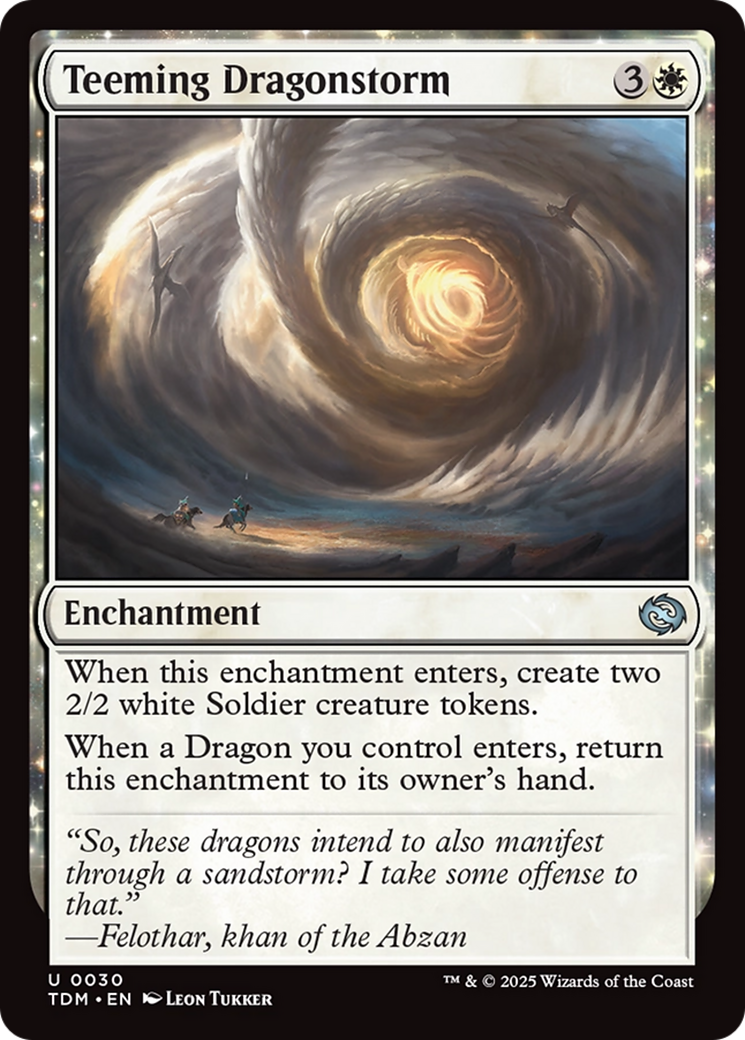 Teeming Dragonstorm 3
Enchantment
When this enchantment enters, create two
2/2 white Soldier creature tokens.
When a Dragon you control enters, return
this enchantment to its owner's hand.
“So, these dragons intend to also manifest
through a sandstorm? I take some offense to
that.”
—Felothar, khan of the Abzan
U 0030
TDM • EN Leon Tukker
™ & © 2025 Wizards of the Coast